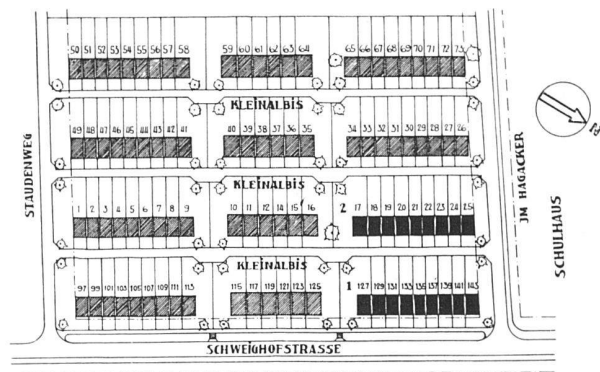 50 51 52 53 54 55 56 57 58
59 60 61 62 63 64
65 66 67 68 69 70 71 72 73
KLEINALBIS
49 48 47 46 45 44 43 42 41
40 39 38 37 36 35
34 33 32 31 30 29 28 27 26
KLEINALBIS
1 2 3 4 5 6 7 8 9
10 11 12 14 15 16
2
17 18 19 20 21 22 23 24 25
KLEINALBIS
97 99 101 103 105 107 109 111 113
115 117 119 121 123 125
1
127 129 131 133 135 137 139 141 143
SCHWEIGHOFSTRASSE
STAUDENWEG
JM HAGACKER
SCHULHAUS
N